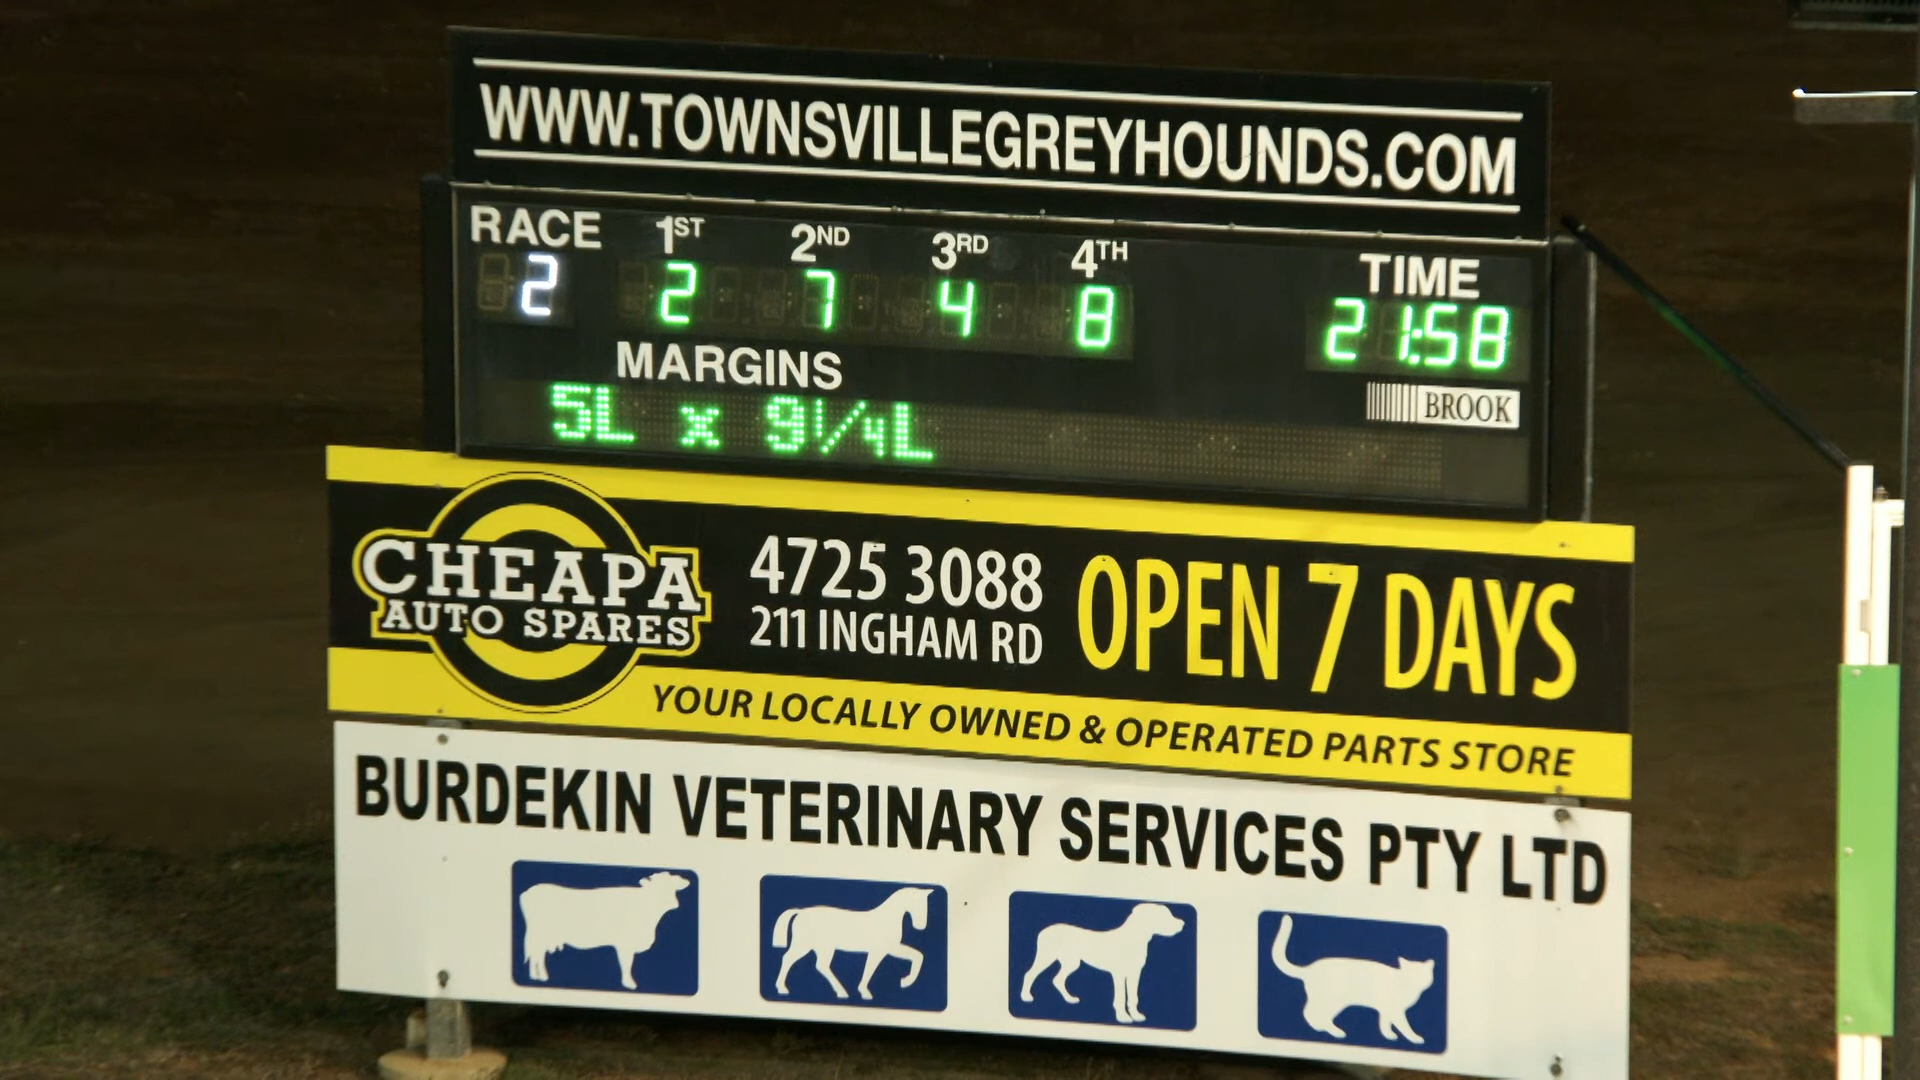 WWW.TOWNSVILLEGREYHOUNDS.COM
RACE 1ST 2ND 3RD 4TH TIME
2 2 7 4 8 21:58
MARGINS
BROOK
5L x 9¼L
CHEAPA
AUTO SPARES
4725 3088
211 INGHAM RD
OPEN 7 DAYS
YOUR LOCALLY OWNED & OPERATED PARTS STORE
BURDEKIN VETERINARY SERVICES PTY LTD